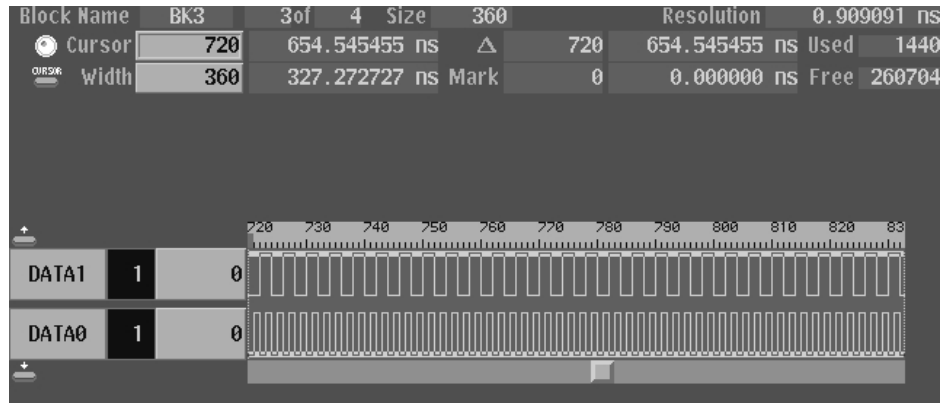 Block Name BK3 3of 4 Size 360 Resolution 0.909091 ns
Cursor 720 654.545455 ns Δ 720 654.545455 ns Used 1440
CURSOR Width 360 327.272727 ns Mark 0 0.000000 ns Free 260704
720 730 740 750 760 770 780 790 800 810 820 83
DATA1 1 0
DATA0 1 0